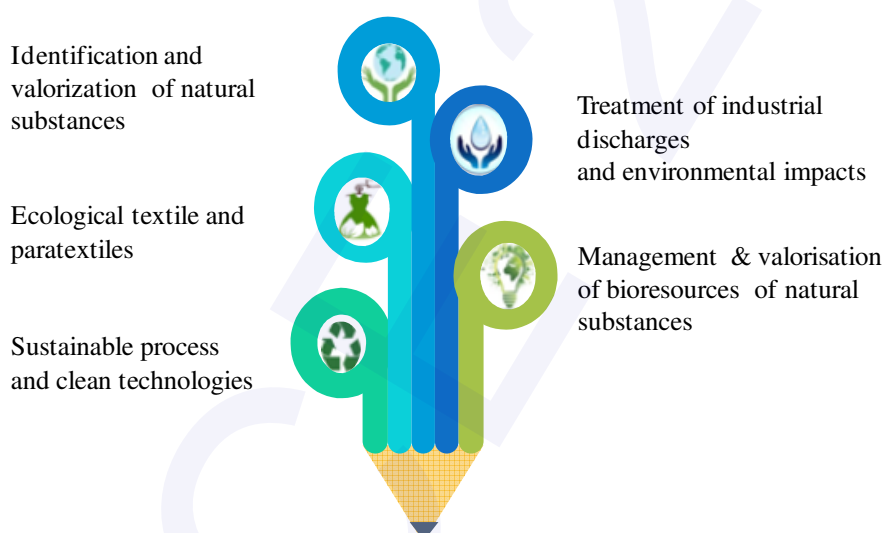 Identification and
valorization of natural
substances
Treatment of industrial
discharges
and environmental impacts
Ecological textile and
paratextiles
Management & valorisation
of bioresources of natural
substances
Sustainable process
and clean technologies